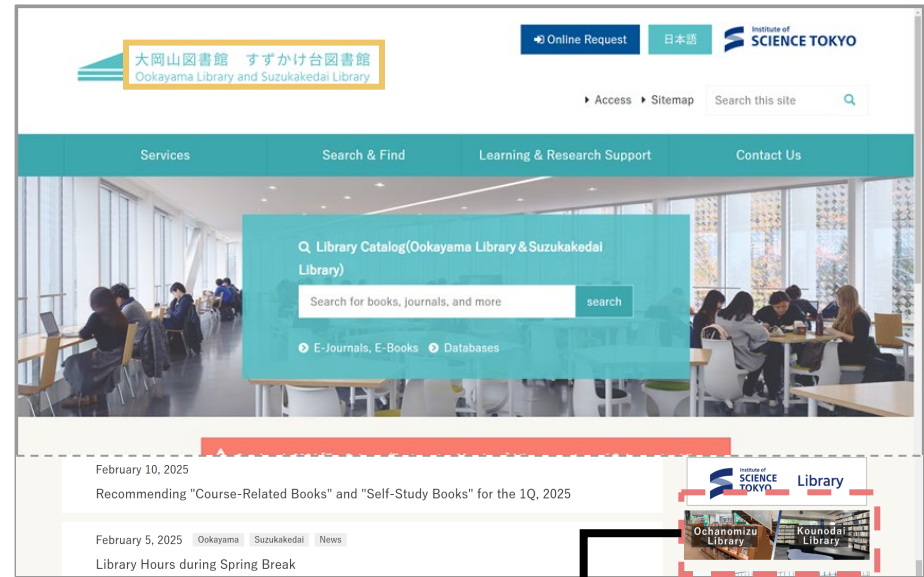 大岡山図書館 すずかけ台図書館
Ookayama Library and Suzukakedai Library
Online Request
日本語
Institute of
SCIENCE TOKYO
Access
Sitemap
Search this site
Services
Search & Find
Learning & Research Support
Contact Us
Library Catalog(Ookayama Library&Suzukakedai
Library)
Search for books, journals, and more
search
E-Journals, E-Books
Databases
February 10, 2025
Recommending "Course-Related Books" and "Self-Study Books" for the 1Q, 2025
Institute of
SCIENCE
TOKYO
Library
February 5, 2025 Ookayama Suzukakedai News
Library Hours during Spring Break
Ochanomizu
Library
Kounodai
Library